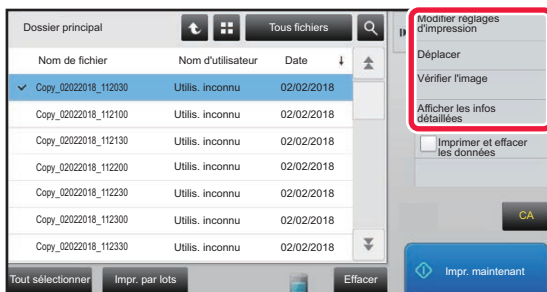 Dossier principal
Tous fichiers
Nom de fichier Nom d'utilisateur Date
Copy_02022018_112030 Utilis. inconnu 02/02/2018
Copy_02022018_112100 Utilis. inconnu 02/02/2018
Copy_02022018_112130 Utilis. inconnu 02/02/2018
Copy_02022018_112200 Utilis. inconnu 02/02/2018
Copy_02022018_112230 Utilis. inconnu 02/02/2018
Copy_02022018_112300 Utilis. inconnu 02/02/2018
Copy_02022018_112330 Utilis. inconnu 02/02/2018
Tout sélectionner Impr. par lots Effacer
Modifier réglages
d'impression
Déplacer
Vérifier l'image
Afficher les infos
détaillées
Imprimer et effacer
les données
CA
Impr. maintenant